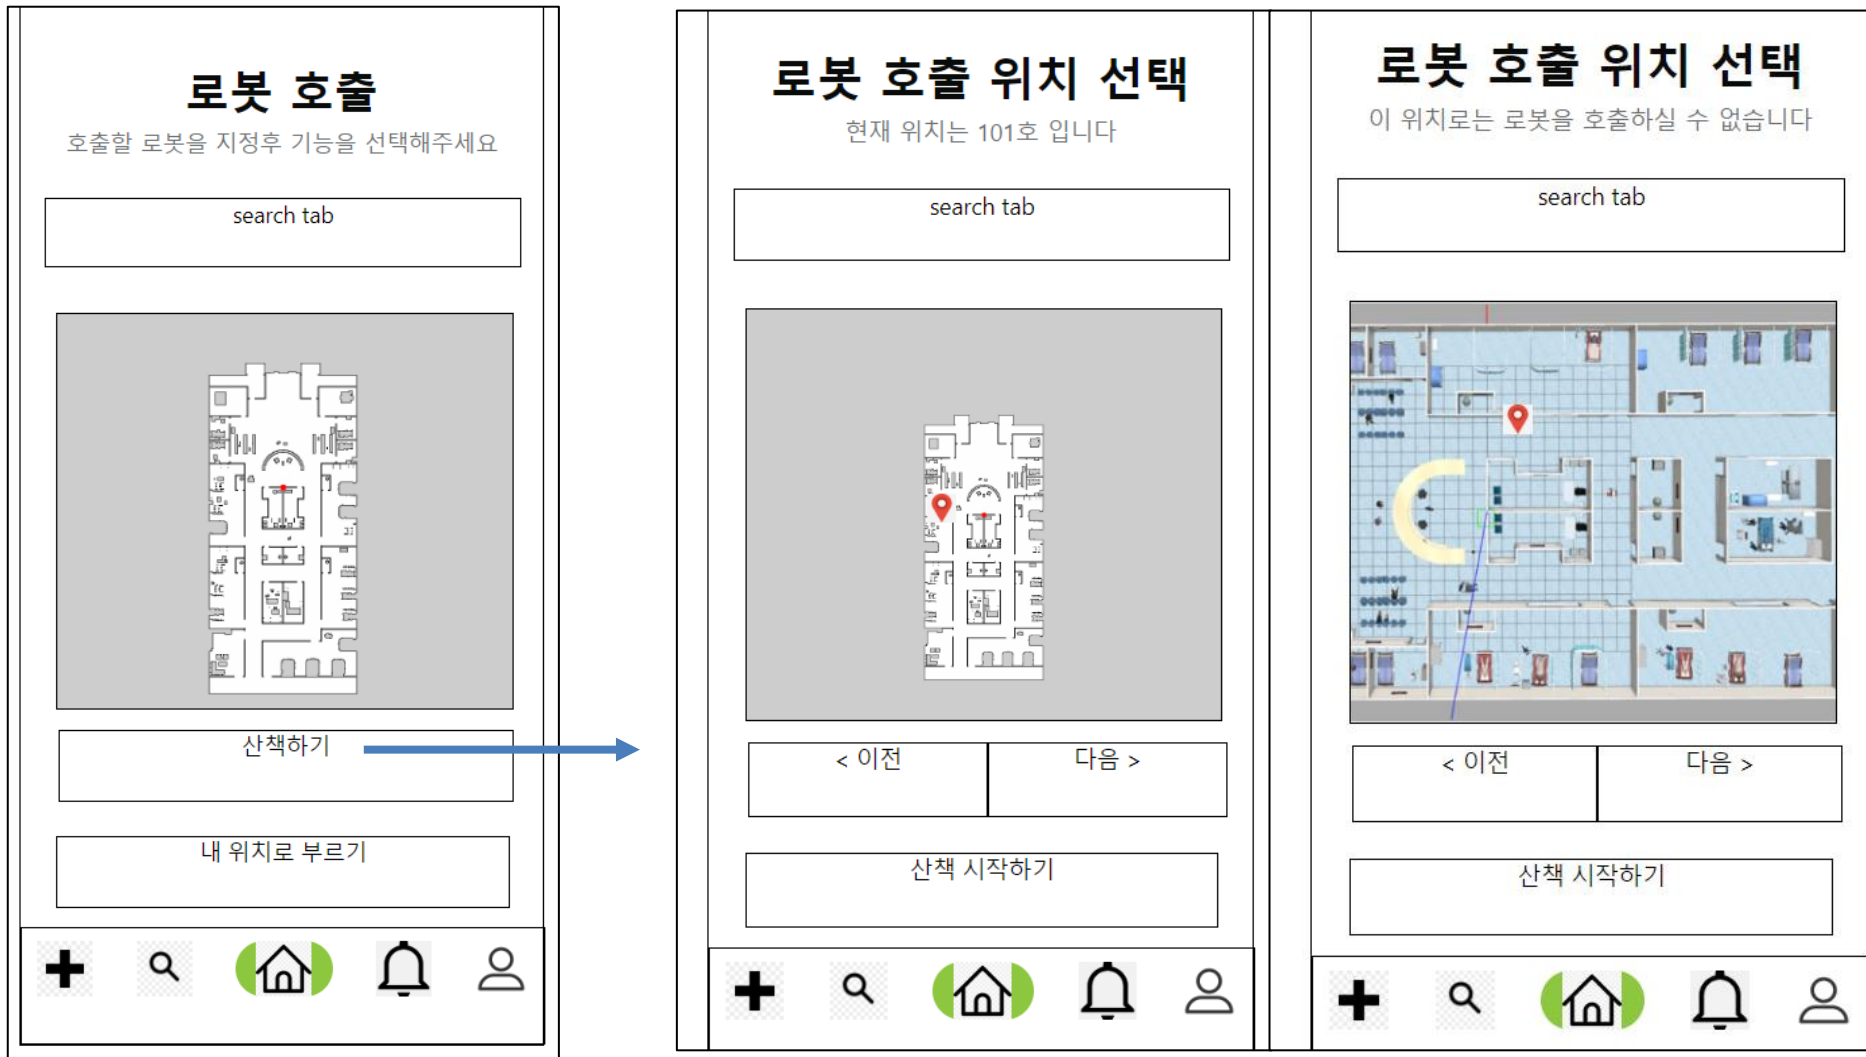 로봇 호출
호출할 로봇을 지정후 기능을 선택해주세요
search tab
산책하기
내 위치로 부르기
로봇 호출 위치 선택
현재 위치는 101호 입니다
search tab
< 이전
다음 >
산책 시작하기
로봇 호출 위치 선택
이 위치로는 로봇을 호출하실 수 없습니다
search tab
< 이전
다음 >
산책 시작하기